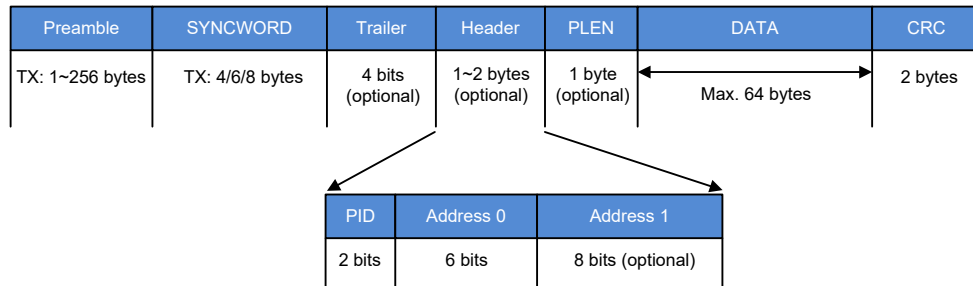 Preamble SYNCWORD Trailer Header PLEN DATA CRC
TX: 1~256 bytes TX: 4/6/8 bytes 4 bits (optional) 1~2 bytes (optional) 1 byte (optional) Max. 64 bytes 2 bytes
PID Address 0 Address 1
2 bits 6 bits 8 bits (optional)